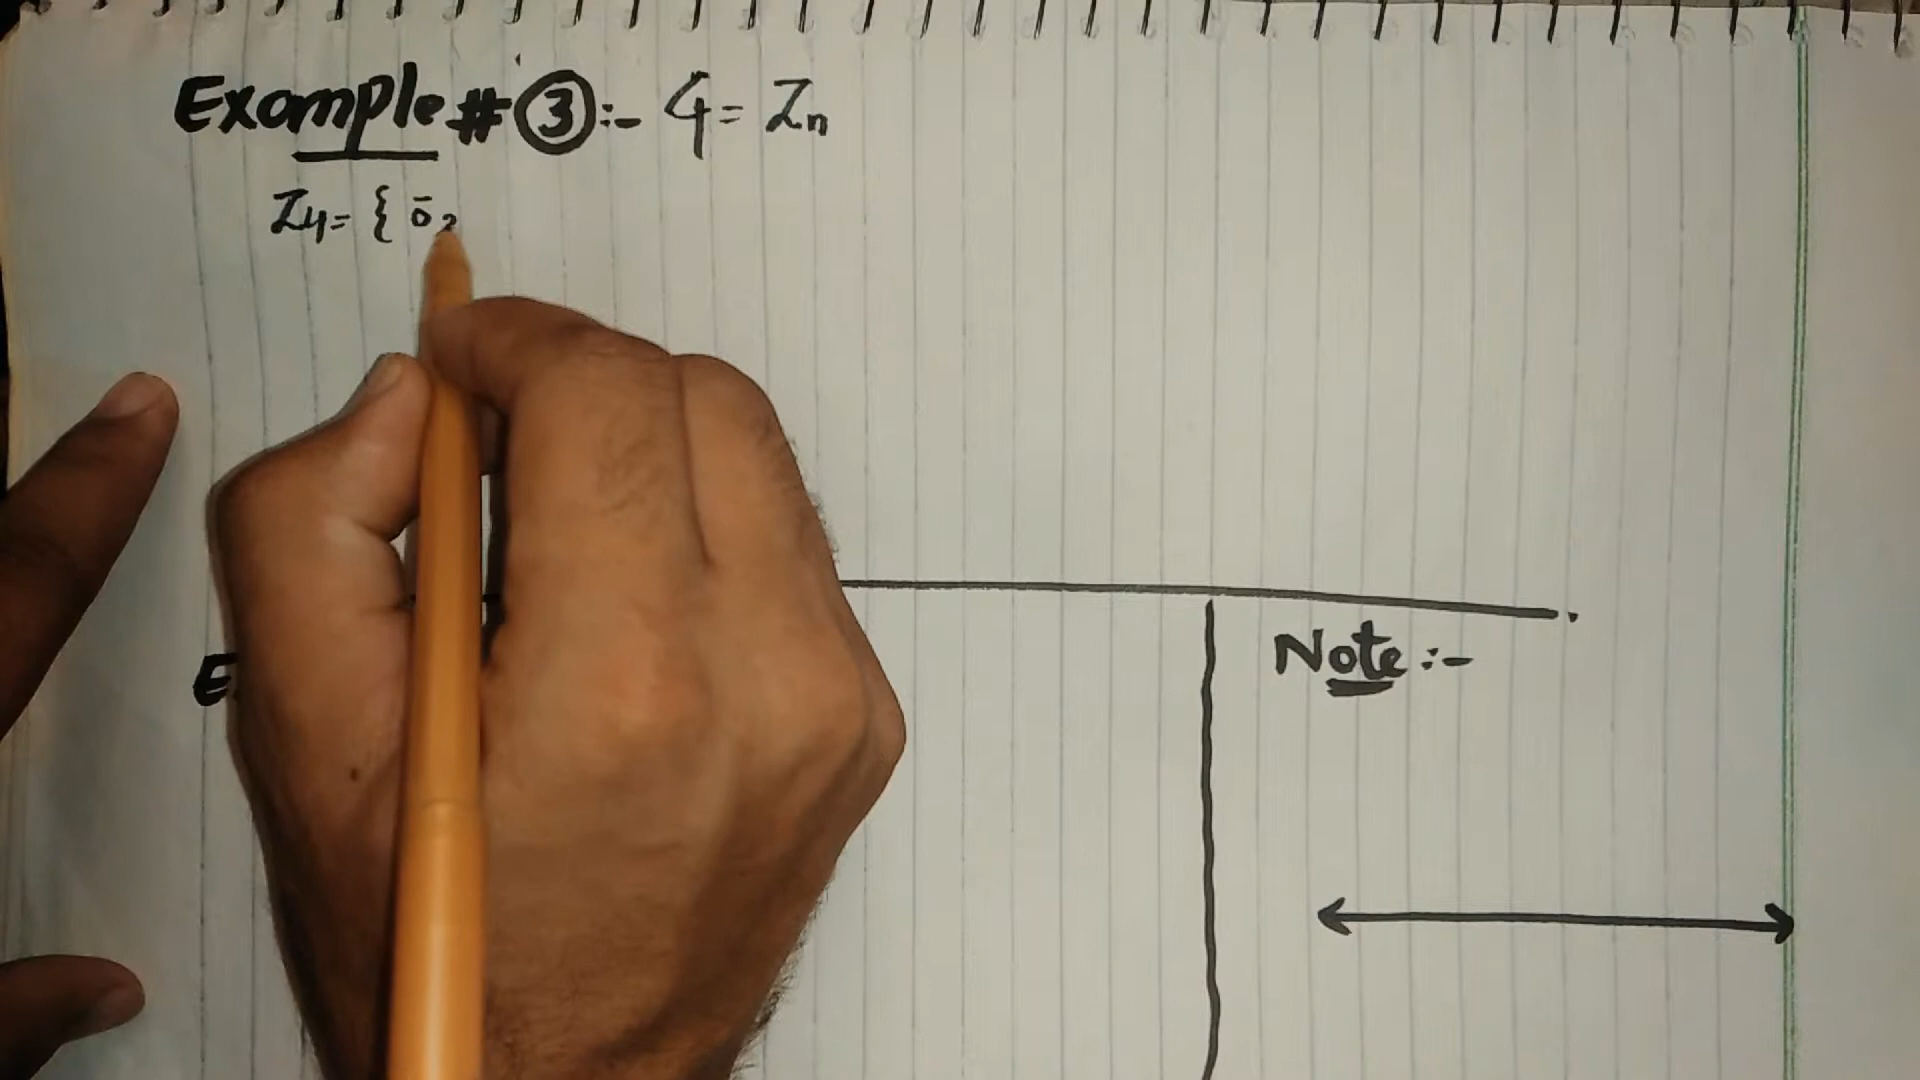 Example # ③:- G = Zn
Z4 = { 0̄,
E
Note :-